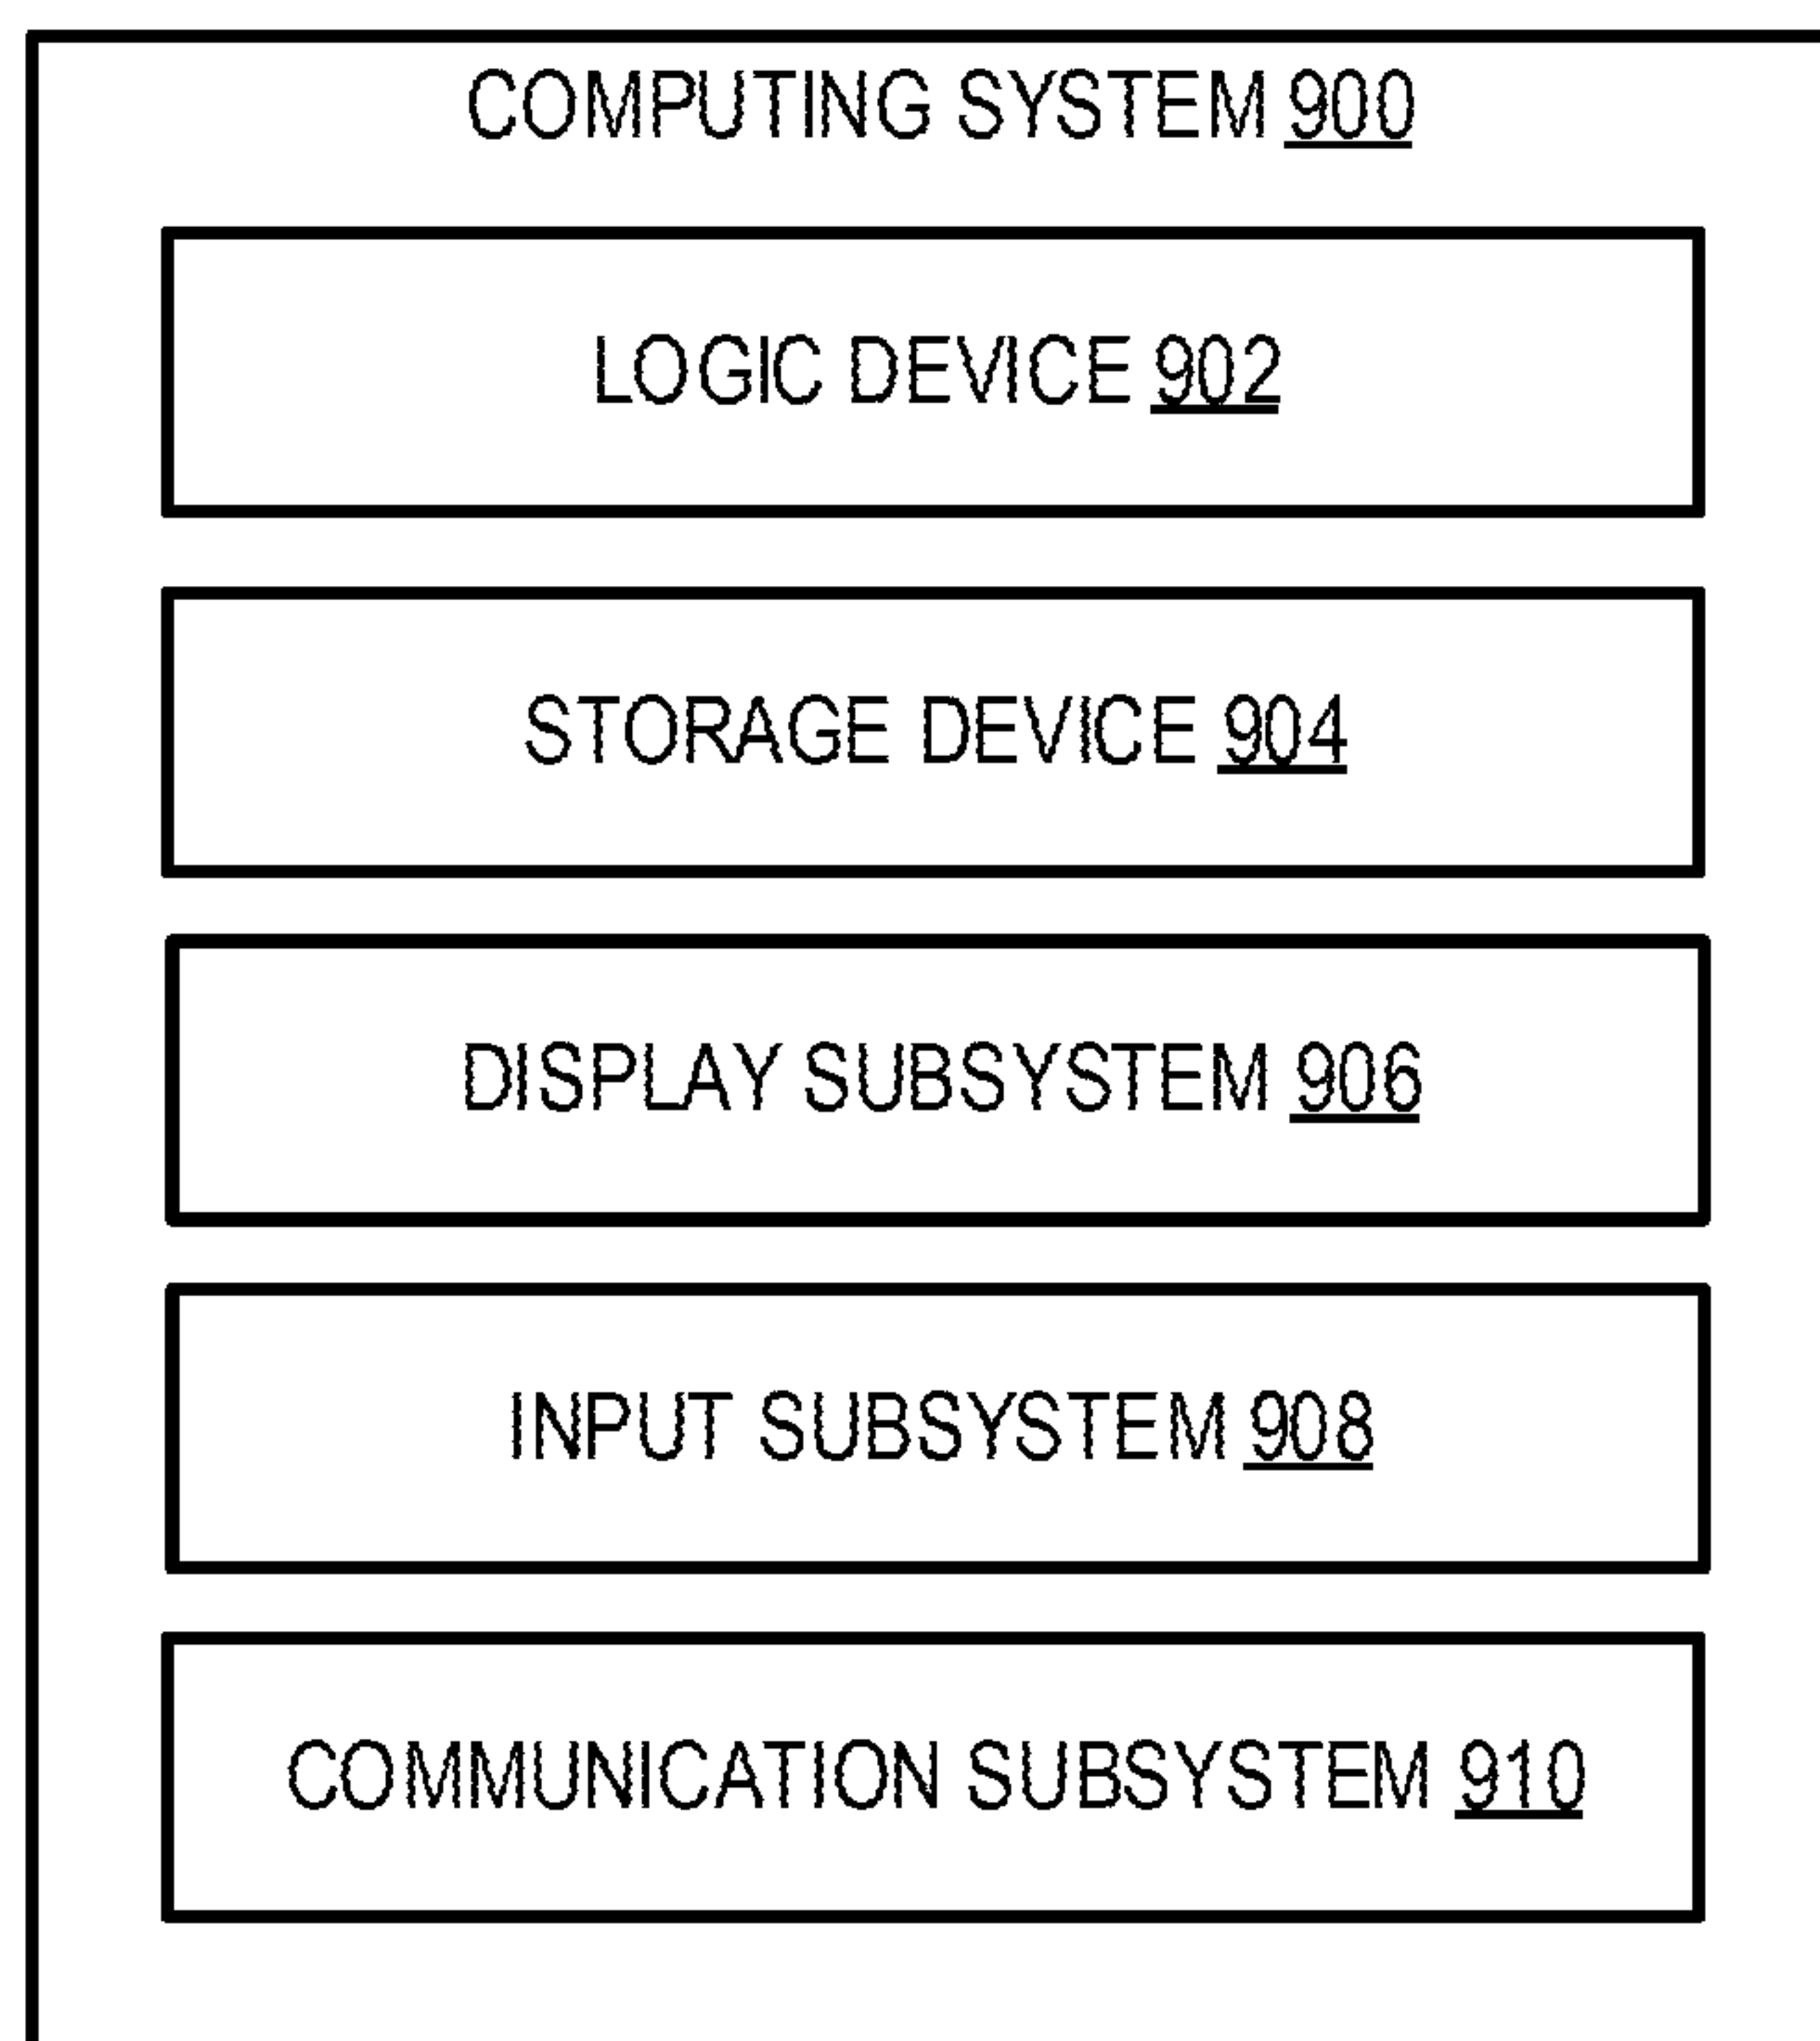 COMPUTING SYSTEM 900
LOGIC DEVICE 902
STORAGE DEVICE 904
DISPLAY SUBSYSTEM 906
INPUT SUBSYSTEM 908
COMMUNICATION SUBSYSTEM 910